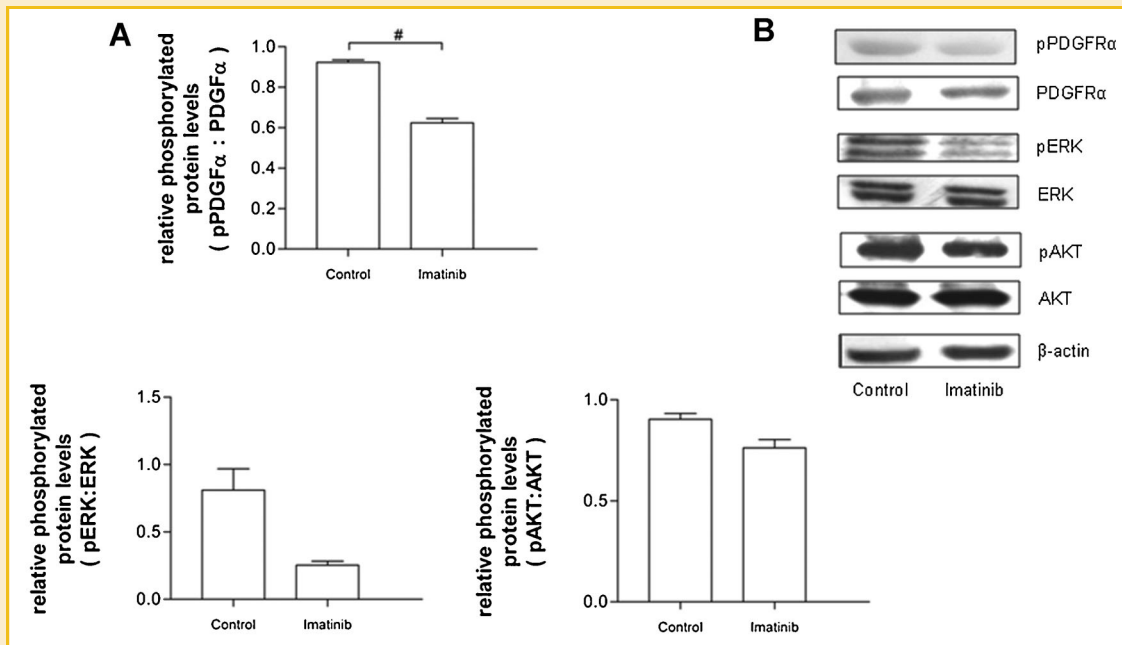 A
relative phosphorylated
protein levels
( pPDGFα : PDGFα )
1.0
0.8
0.6
0.4
0.2
0.0
#
Control Imatinib
B
pPDGFRα
PDGFRα
pERK
ERK
pAKT
AKT
β-actin
Control Imatinib
relative phosphorylated
protein levels
( pERK:ERK )
1.5
1.0
0.5
0.0
Control Imatinib
relative phosphorylated
protein levels
( pAKT:AKT )
1.0
0.5
0.0
Control Imatinib